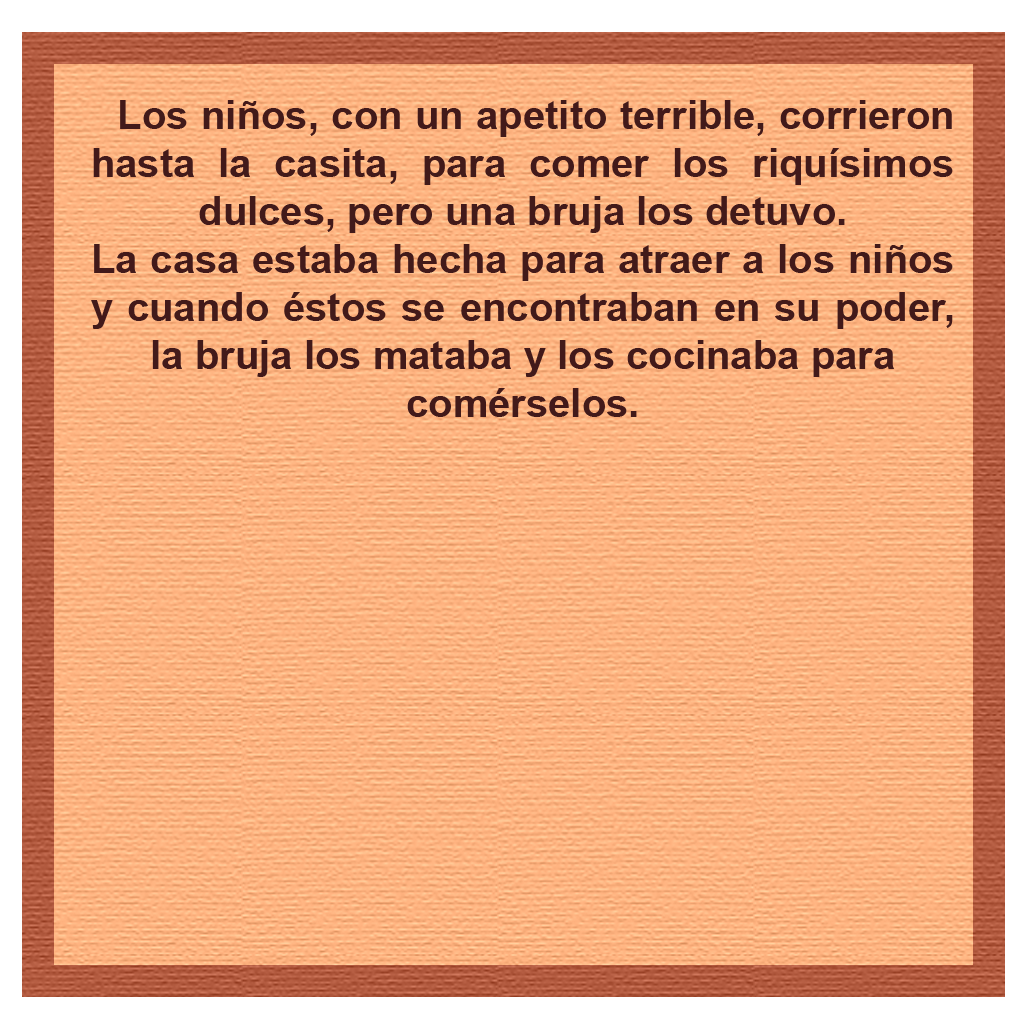 Los niños, con un apetito terrible, corrieron
hasta la casita, para comer los riquísimos
dulces, pero una bruja los detuvo.
La casa estaba hecha para atraer a los niños
y cuando éstos se encontraban en su poder,
la bruja los mataba y los cocinaba para
comérselos.